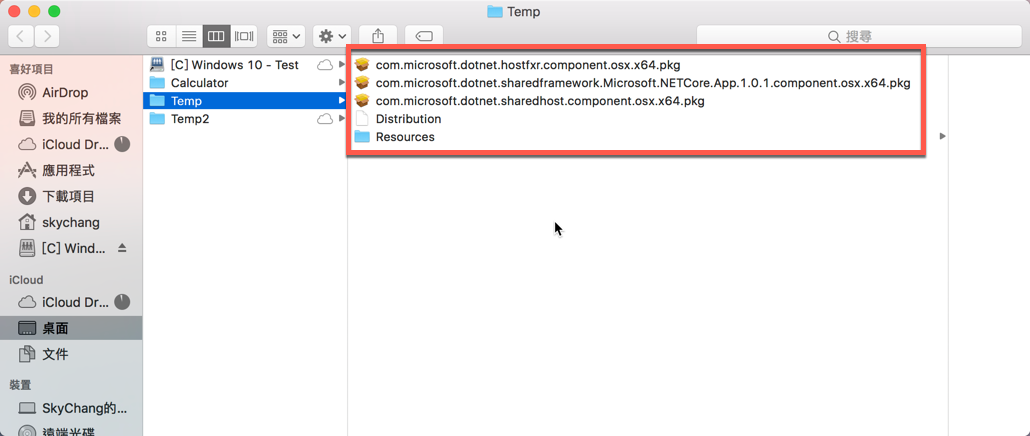 Temp
搜尋
喜好項目
AirDrop
我的所有檔案
iCloud Dr...
應用程式
下載項目
skychang
[C] Wind...
iCloud
iCloud Dr...
桌面
文件
裝置
SkyChang的...
遠端光碟
[C] Windows 10 - Test
Calculator
Temp
Temp2
com.microsoft.dotnet.hostfxr.component.osx.x64.pkg
com.microsoft.dotnet.sharedframework.Microsoft.NETCore.App.1.0.1.component.osx.x64.pkg
com.microsoft.dotnet.sharedhost.component.osx.x64.pkg
Distribution
Resources